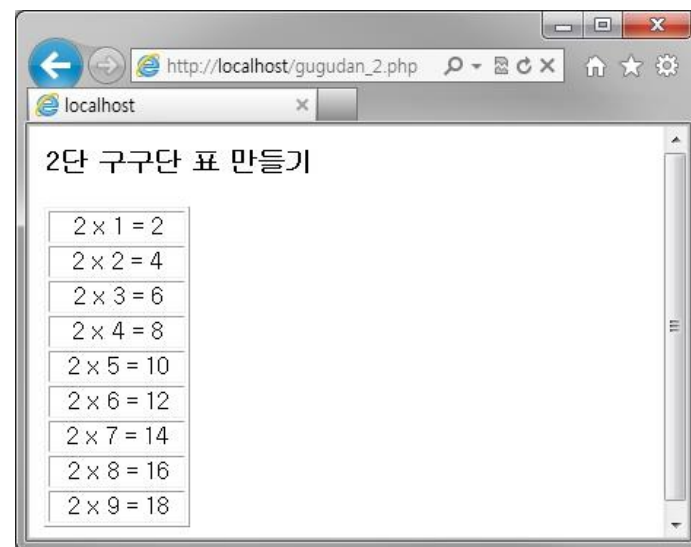 http://localhost/gugudan_2.php
localhost
2단 구구단 표 만들기
2 x 1 = 2
2 x 2 = 4
2 x 3 = 6
2 x 4 = 8
2 x 5 = 10
2 x 6 = 12
2 x 7 = 14
2 x 8 = 16
2 x 9 = 18